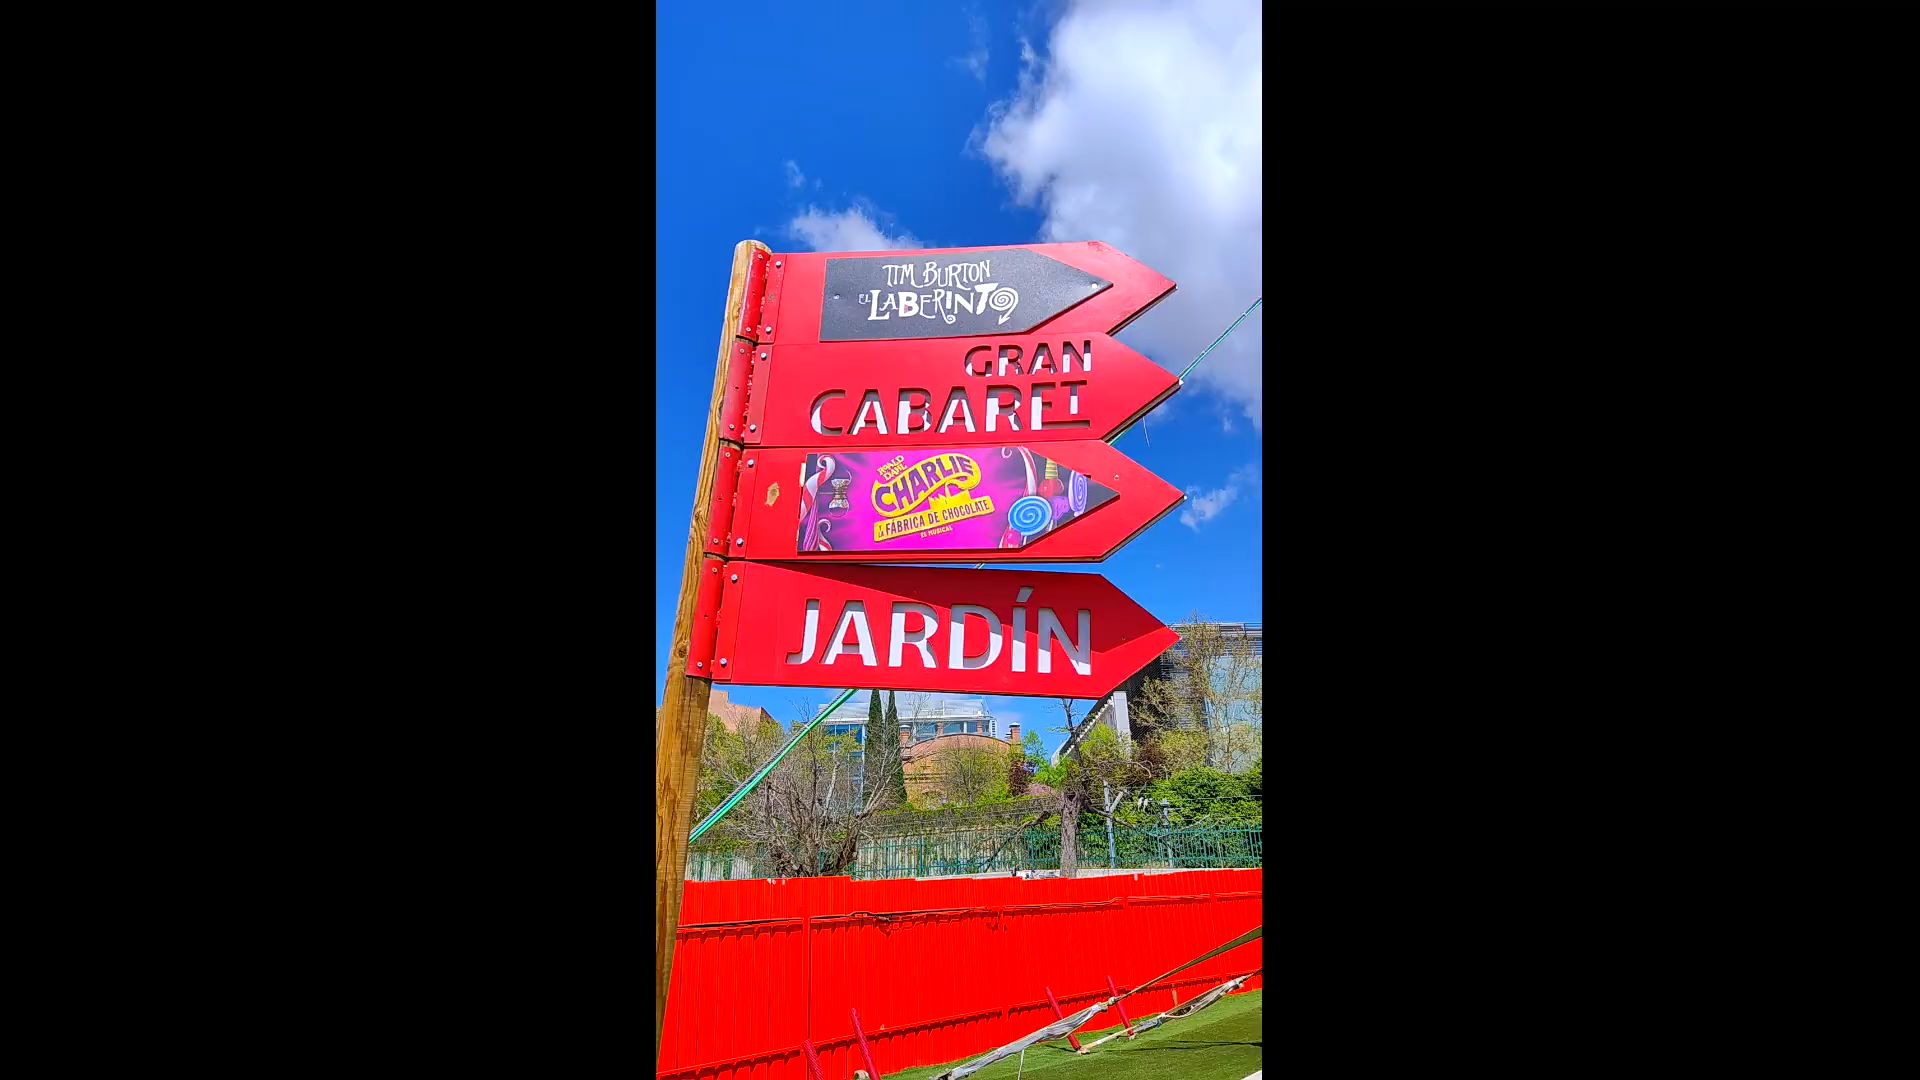 TIM BURTON
EL LABERINTO
GRAN
CABARET
ROALD
DAHL
CHARLIE
Y LA FÁBRICA DE CHOCOLATE
EL MUSICAL
JARDÍN